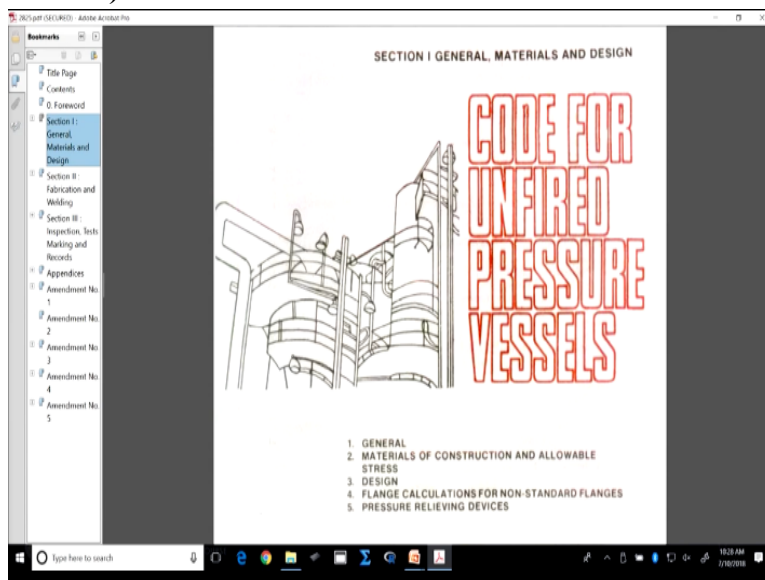 2825.pdf (SECURED) - Adobe Acrobat Pro
Bookmarks
Title Page
Contents
0. Foreword
Section I :
General,
Materials and
Design
Section II :
Fabrication and
Welding
Section III :
Inspection, Tests
Marking and
Records
Appendices
Amendment No.
1
Amendment No.
2
Amendment No.
3
Amendment No.
4
Amendment No.
5
SECTION I GENERAL, MATERIALS AND DESIGN
CODE FOR
UNFIRED
PRESSURE
VESSELS
1. GENERAL
2. MATERIALS OF CONSTRUCTION AND ALLOWABLE
STRESS
3. DESIGN
4. FLANGE CALCULATIONS FOR NON-STANDARD FLANGES
5. PRESSURE RELIEVING DEVICES
Type here to search
10:28 AM
7/10/2018